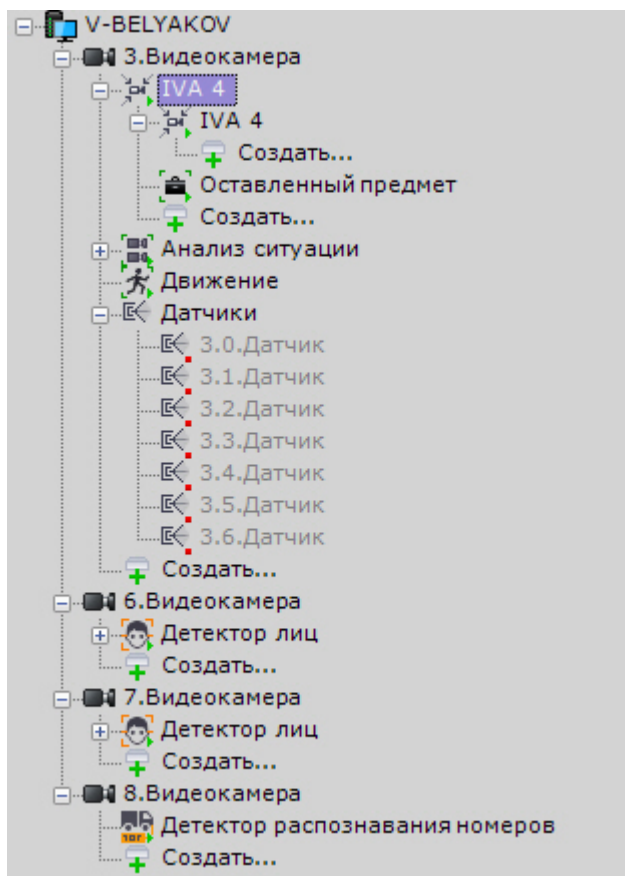 V-BELYAKOV
3.Видеокамера
IVA 4
IVA 4
Создать...
Оставленный предмет
Создать...
Анализ ситуации
Движение
Датчики
3.0.Датчик
3.1.Датчик
3.2.Датчик
3.3.Датчик
3.4.Датчик
3.5.Датчик
3.6.Датчик
Создать...
6.Видеокамера
Детектор лиц
Создать...
7.Видеокамера
Детектор лиц
Создать...
8.Видеокамера
Детектор распознавания номеров
Создать...